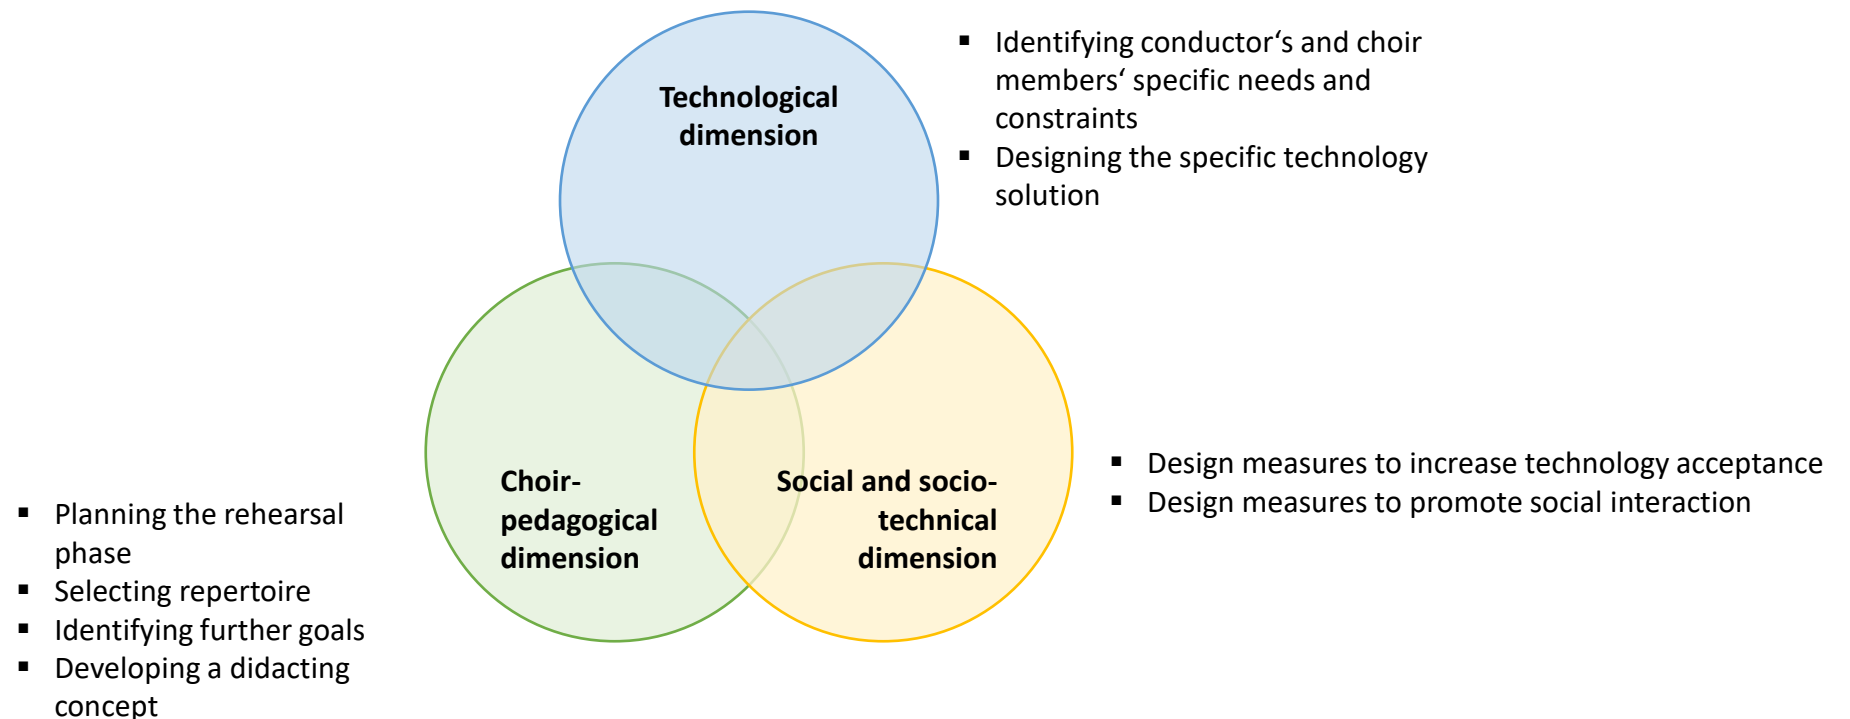 Technological
dimension
▪ Identifying conductor‘s and choir
members‘ specific needs and
constraints
▪ Designing the specific technology
solution
Choir-
pedagogical
dimension
Social and socio-
technical
dimension
▪ Design measures to increase technology acceptance
▪ Design measures to promote social interaction
▪ Planning the rehearsal
phase
▪ Selecting repertoire
▪ Identifying further goals
▪ Developing a didacting
concept